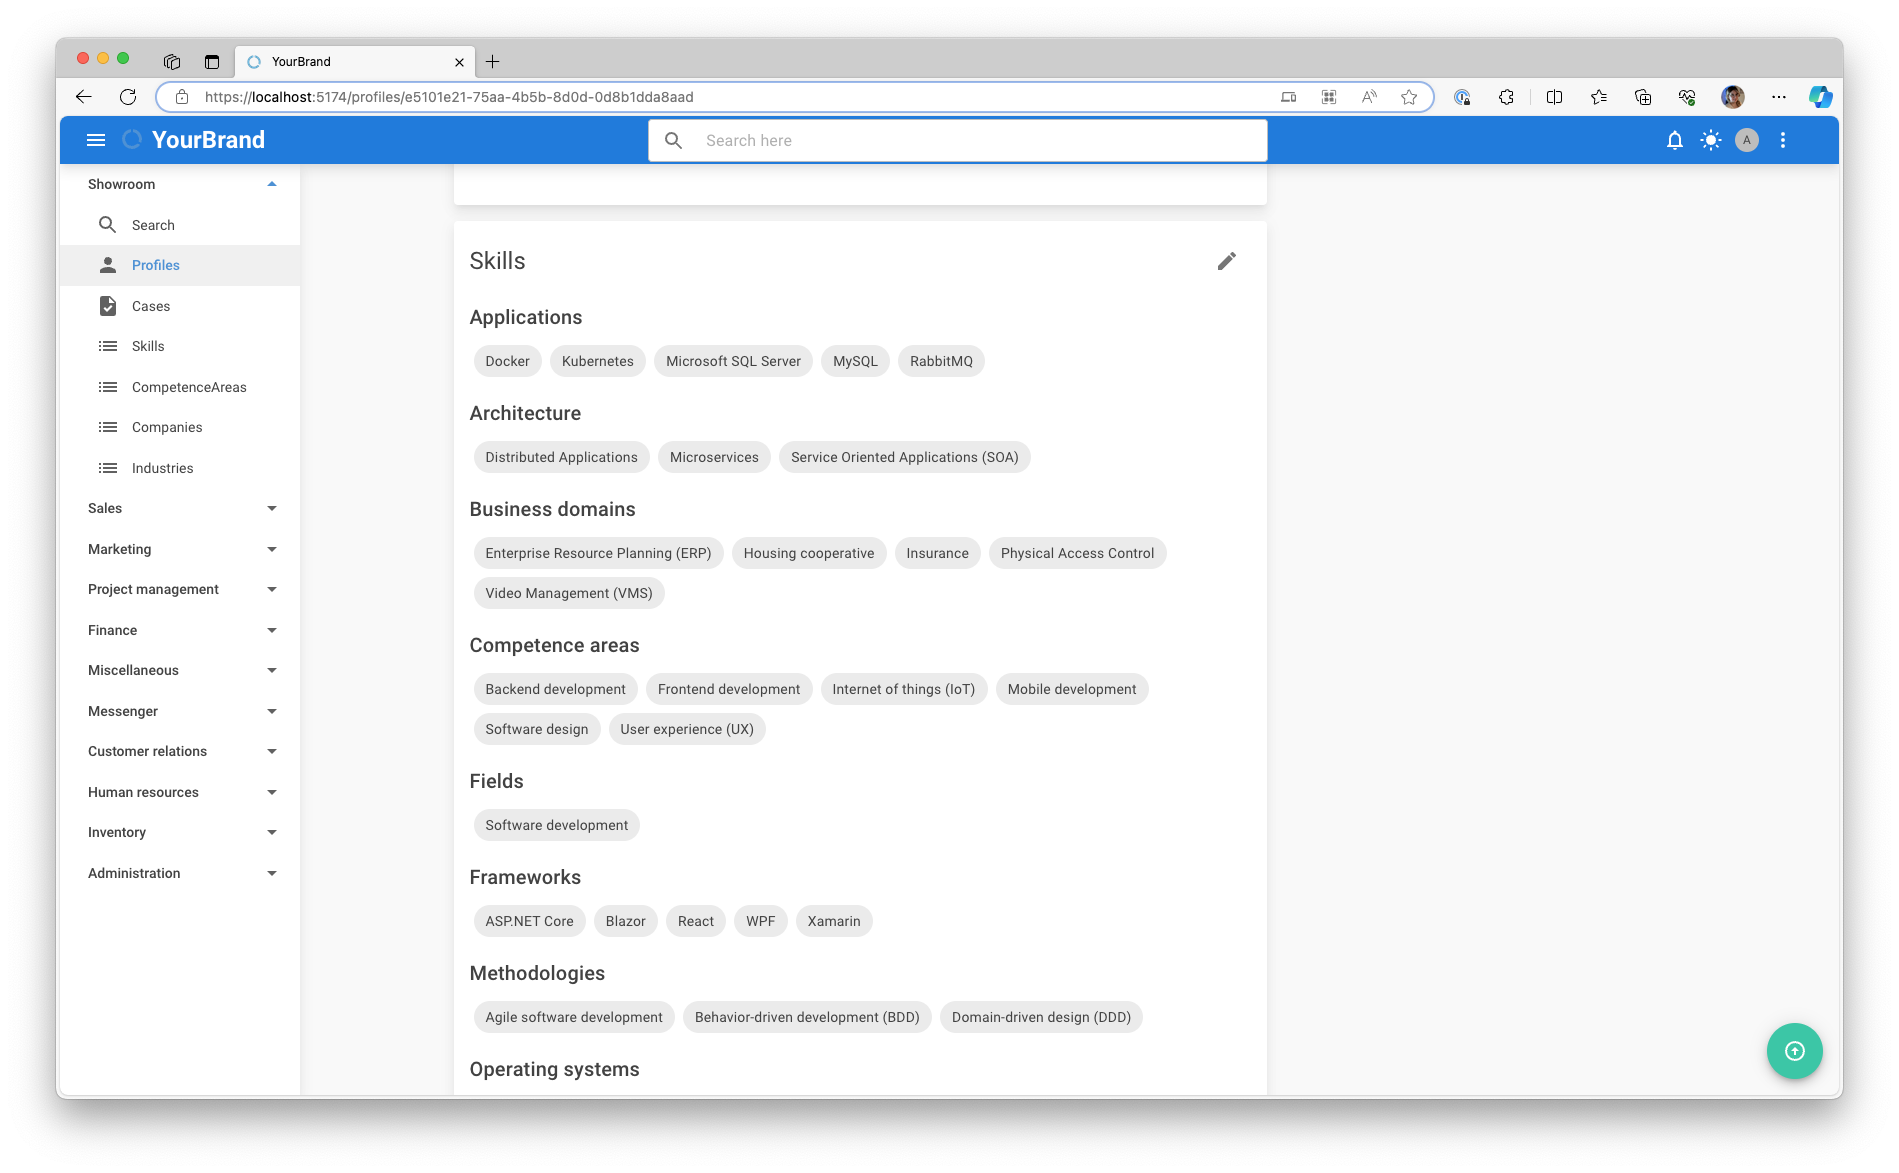 YourBrand
https://localhost:5174/profiles/e5101e21-75aa-4b5b-8d0d-0d8b1dda8aad
YourBrand
Search here
A
Showroom
Search
Profiles
Cases
Skills
CompetenceAreas
Companies
Industries
Sales
Marketing
Project management
Finance
Miscellaneous
Messenger
Customer relations
Human resources
Inventory
Administration
Skills
Applications
Docker Kubernetes Microsoft SQL Server MySQL RabbitMQ
Architecture
Distributed Applications Microservices Service Oriented Applications (SOA)
Business domains
Enterprise Resource Planning (ERP) Housing cooperative Insurance Physical Access Control
Video Management (VMS)
Competence areas
Backend development Frontend development Internet of things (IoT) Mobile development
Software design User experience (UX)
Fields
Software development
Frameworks
ASP.NET Core Blazor React WPF Xamarin
Methodologies
Agile software development Behavior-driven development (BDD) Domain-driven design (DDD)
Operating systems